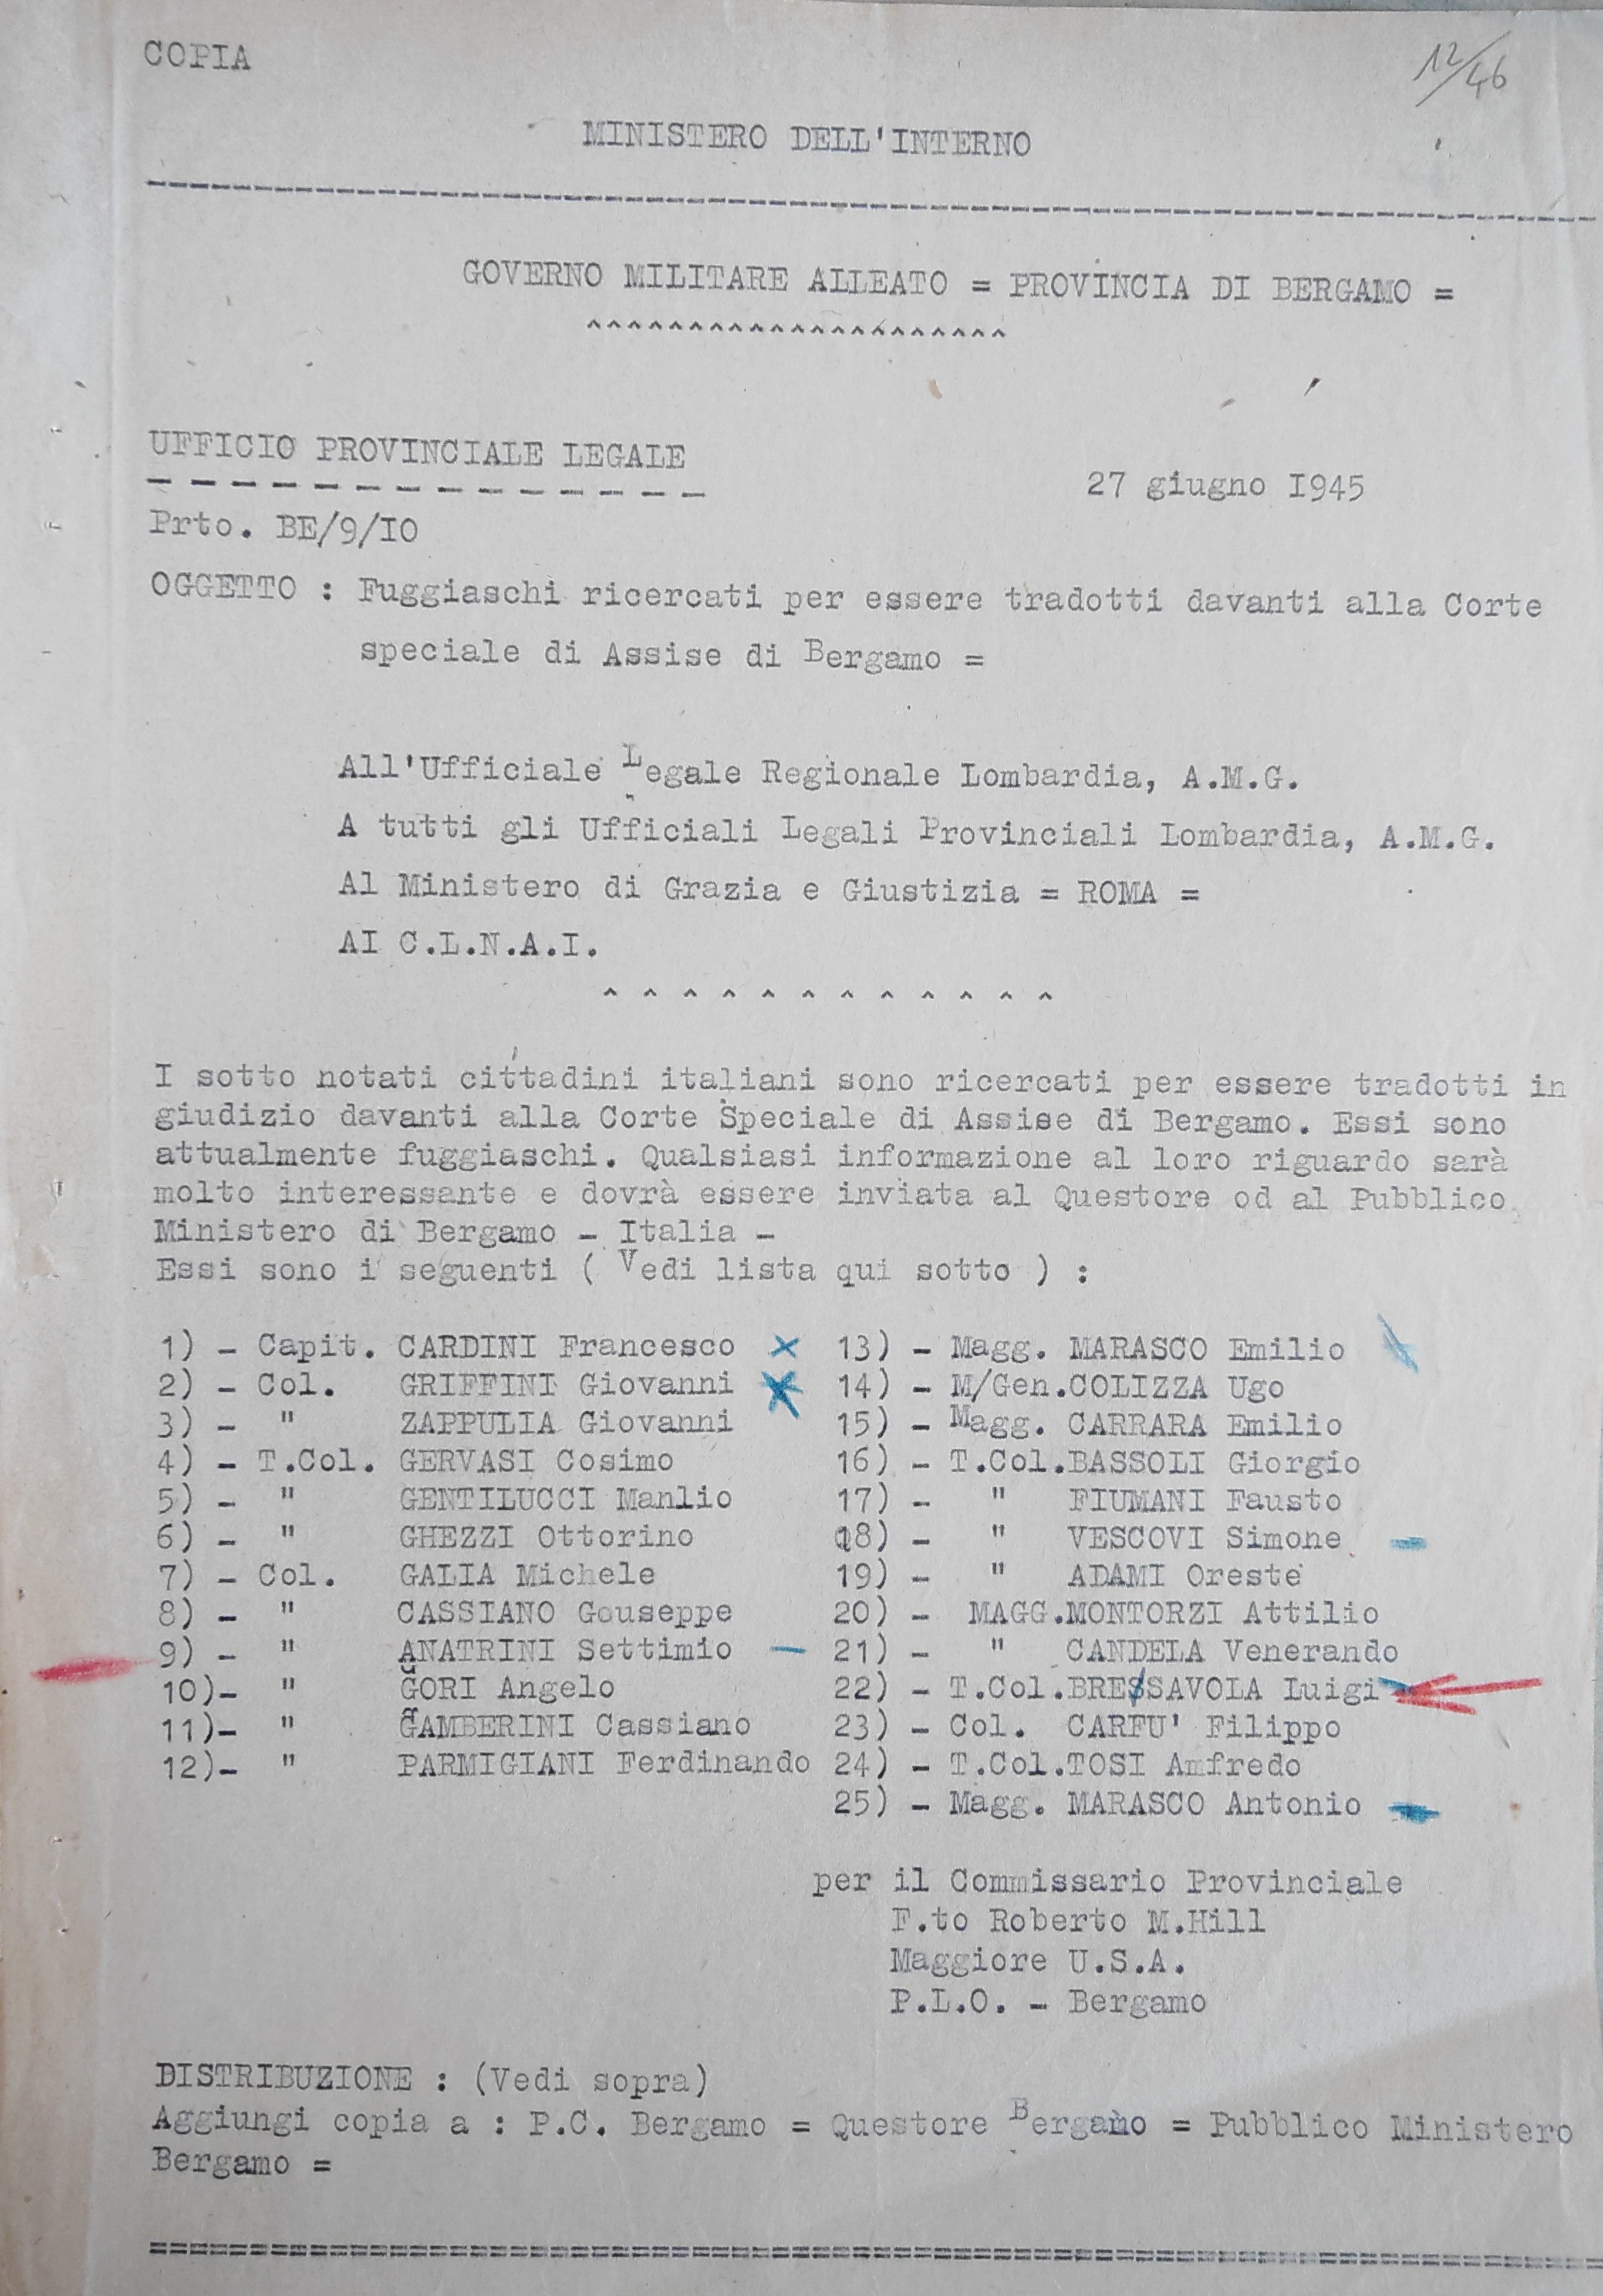 COPIA
12/46
MINISTERO DELL'INTERNO
GOVERNO MILITARE ALLEATO = PROVINCIA DI BERGAMO =
^^^^^^^^^^^^^^^^^^^^^
UFFICIO PROVINCIALE LEGALE
27 giugno I945
Prto. BE/9/IO
OGGETTO : Fuggiaschi ricercati per essere tradotti davanti alla Corte
speciale di Assise di Bergamo =
All'Ufficiale Legale Regionale Lombardia, A.M.G.
A tutti gli Ufficiali Legali Provinciali Lombardia, A.M.G.
Al Ministero di Grazia e Giustizia = ROMA =
AI C.L.N.A.I.
^ ^ ^ ^ ^ ^ ^ ^ ^ ^ ^ ^
I sotto notati cittadini italiani sono ricercati per essere tradotti in
giudizio davanti alla Corte Speciale di Assise di Bergamo. Essi sono
attualmente fuggiaschi. Qualsiasi informazione al loro riguardo sarà
molto interessante e dovrà essere inviata al Questore od al Pubblico
Ministero di Bergamo - Italia -
Essi sono i seguenti ( Vedi lista qui sotto ) :
1) - Capit. CARDINI Francesco
2) - Col. GRIFFINI Giovanni
3) - " ZAPPULIA Giovanni
4) - T.Col. GERVASI Cosimo
5) - " GENTILUCCI Manlio
6) - " GHEZZI Ottorino
7) - Col. GALIA Michele
8) - " CASSIANO Gouseppe
9) - " ANATRINI Settimio
10)- " GORI Angelo
11)- " GAMBERINI Cassiano
12)- " PARMIGIANI Ferdinando
13) - Magg. MARASCO Emilio
14) - M/Gen.COLIZZA Ugo
15) - Magg. CARRARA Emilio
16) - T.Col.BASSOLI Giorgio
17) - " FIUMANI Fausto
18) - " VESCOVI Simone
19) - " ADAMI Oreste
20) - MAGG.MONTORZI Attilio
21) - " CANDELA Venerando
22) - T.Col.BRESSAVOLA Luigi
23) - Col. CARFU' Filippo
24) - T.Col.TOSI Amfredo
25) - Magg. MARASCO Antonio
per il Commissario Provinciale
F.to Roberto M.Hill
Maggiore U.S.A.
P.L.O. - Bergamo
DISTRIBUZIONE : (Vedi sopra)
Aggiungi copia a : P.C. Bergamo = Questore Bergamo = Pubblico Ministero
Bergamo =